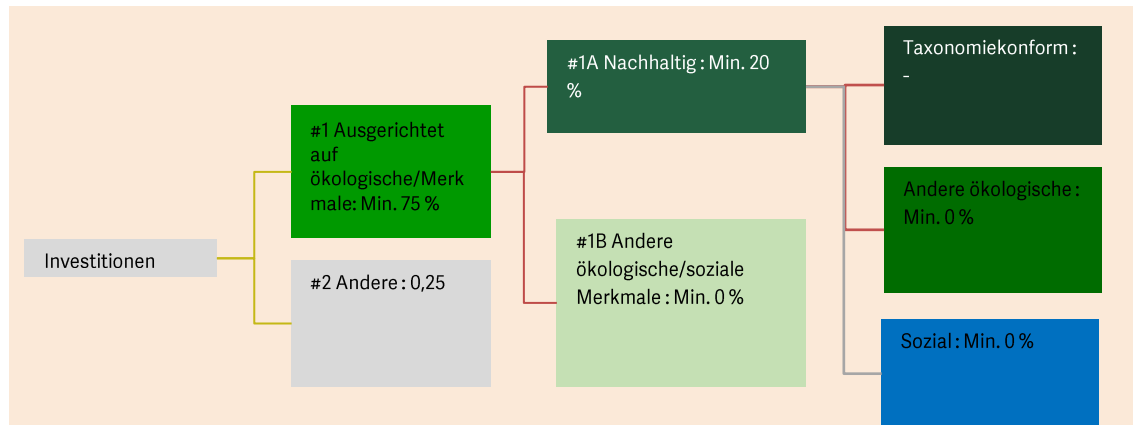 Investitionen
#1 Ausgerichtet
auf
ökologische/Merk
male: Min. 75 %
#2 Andere : 0,25
#1A Nachhaltig : Min. 20
%
#1B Andere
ökologische/soziale
Merkmale : Min. 0 %
Taxonomiekonform :
-
Andere ökologische :
Min. 0 %
Sozial : Min. 0 %